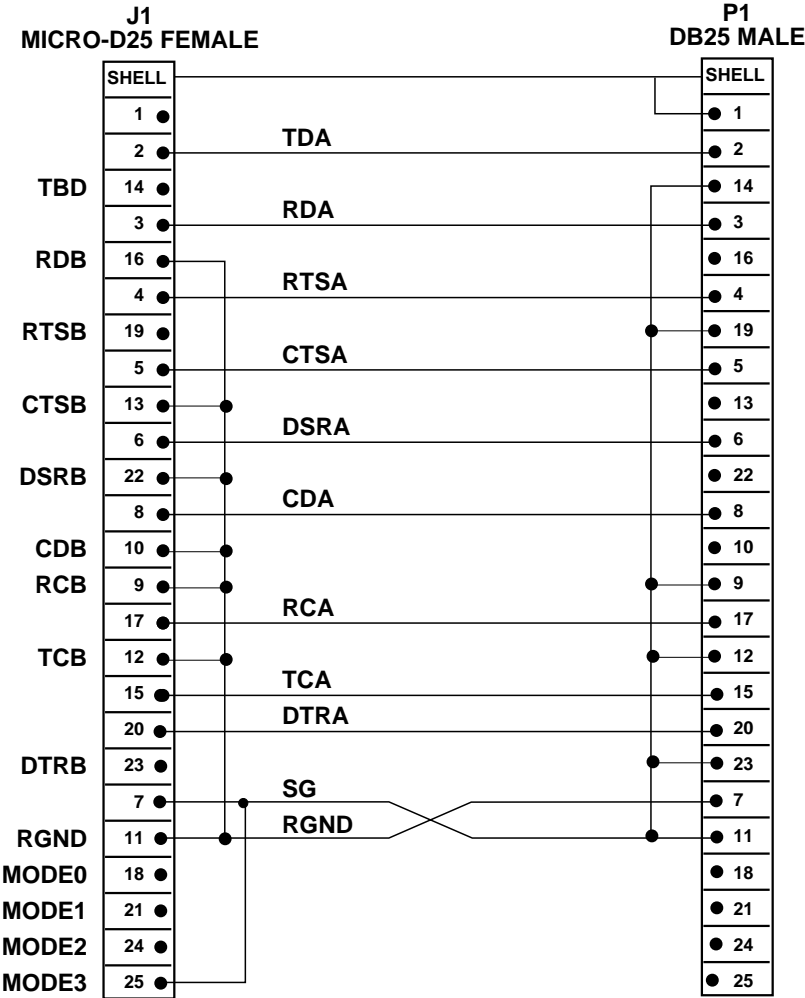 J1 P1
MICRO-D25 FEMALE DB25 MALE
SHELL SHELL
1 1
TDA
2 2
TBD 14 14
RDA
3 3
RDB 16 16
RTSA
4 4
RTSB 19 19
CTSA
5 5
CTSB 13 13
DSRA
6 6
DSRB 22 22
CDA
8 8
CDB 10 10
RCB 9 9
RCA
17 17
TCB 12 12
TCA
15 15
DTRA
20 20
DTRB 23 23
SG
7 7
RGND
RGND 11 11
MODE0 18 18
MODE1 21 21
MODE2 24 24
MODE3 25 25